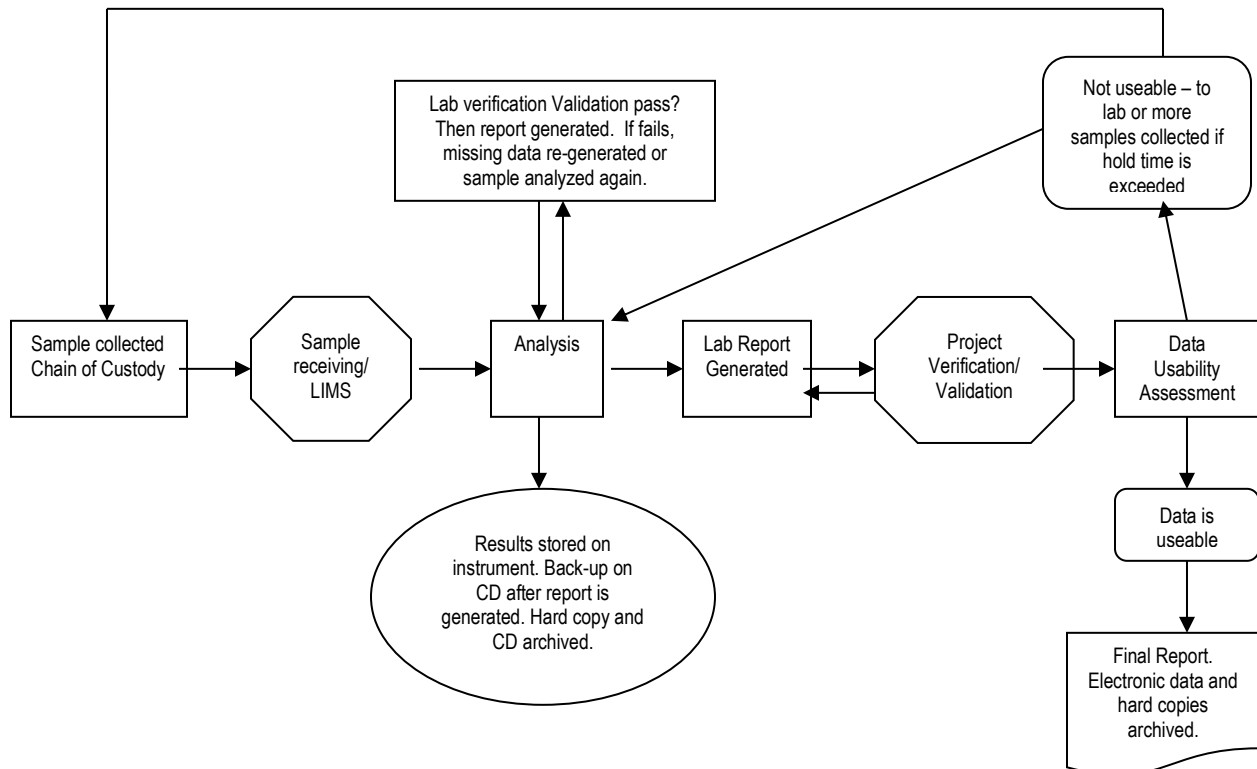 Lab verification Validation pass?
Then report generated.  If fails,
missing data re-generated or
sample analyzed again.
Not useable – to
lab or more
samples collected if
hold time is
exceeded
Sample collected
Chain of Custody
Sample
receiving/
LIMS
Analysis
Lab Report
Generated
Project
Verification/
Validation
Data
Usability
Assessment
Results stored on
instrument. Back-up on
CD after report is
generated. Hard copy and
CD archived.
Data is
useable
Final Report.
Electronic data and
hard copies
archived.